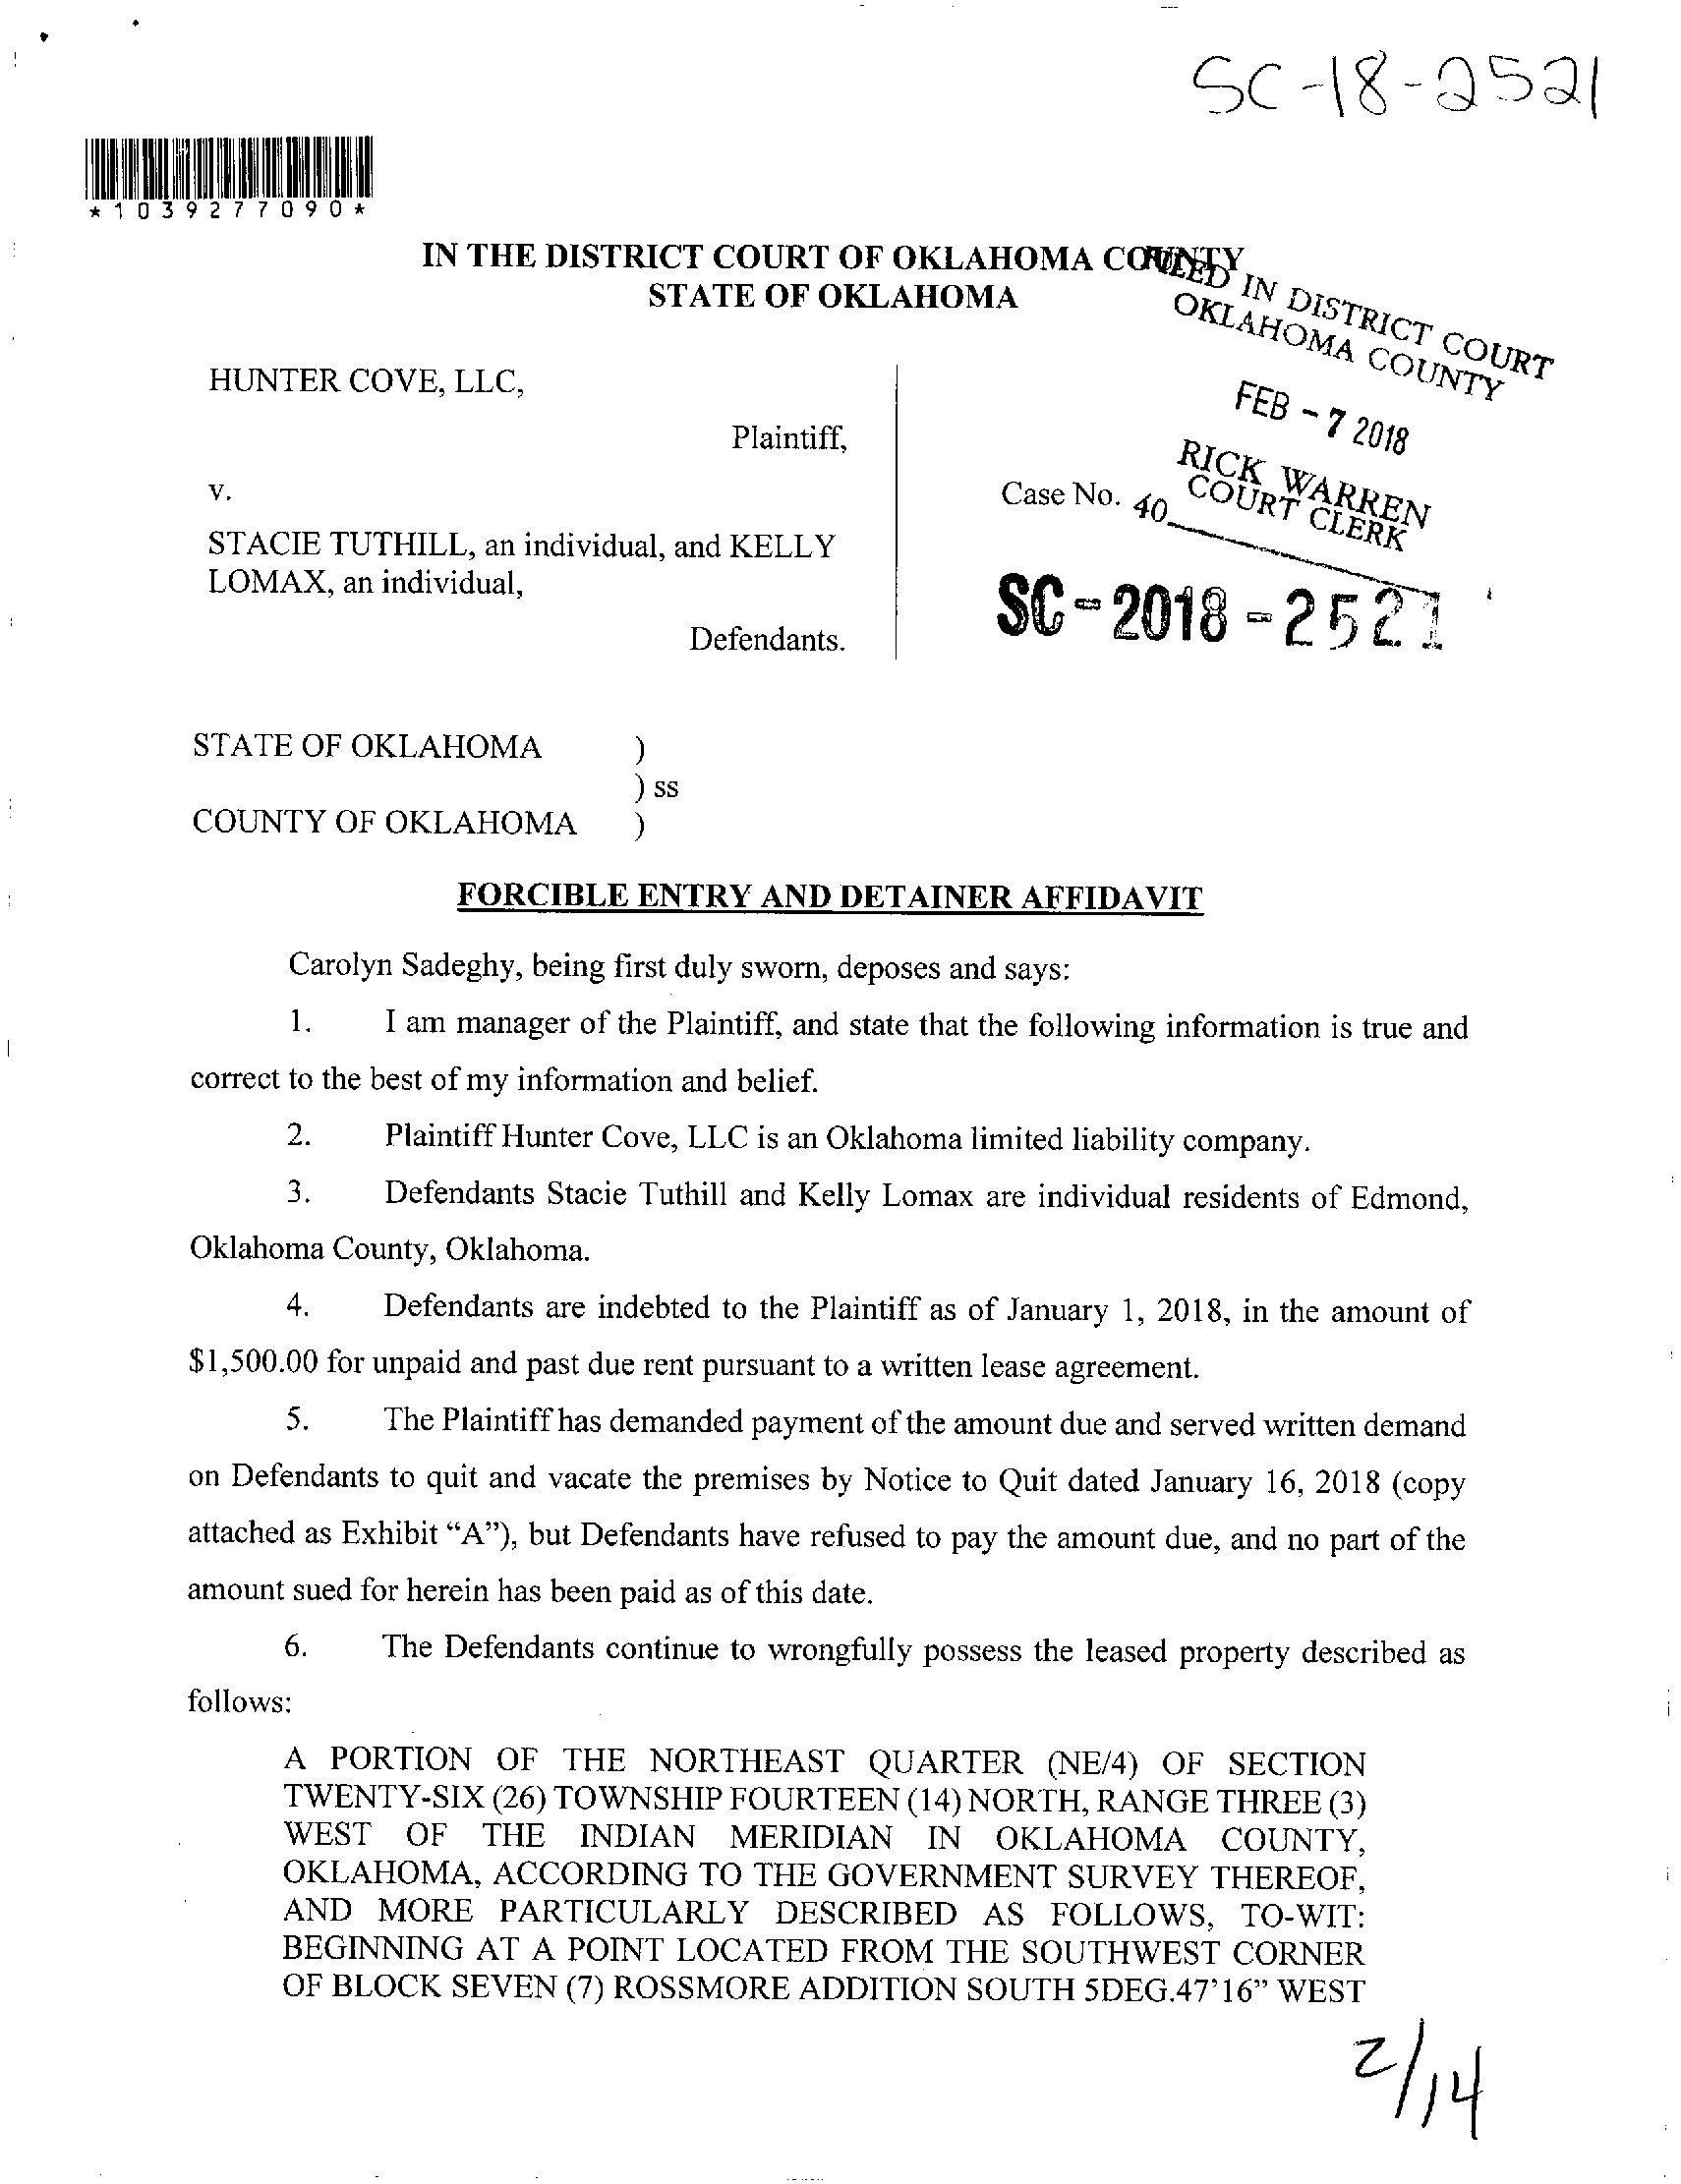 SC-18-2521
*1039277090*
IN THE DISTRICT COURT OF OKLAHOMA COUNTY
STATE OF OKLAHOMA
FILED IN DISTRICT COURT
OKLAHOMA COUNTY
FEB - 7 2018
RICK WARREN
COURT CLERK
40
HUNTER COVE, LLC,
Plaintiff,
v.
Case No.
STACIE TUTHILL, an individual, and KELLY
LOMAX, an individual,
SC-2018-2521
Defendants.
STATE OF OKLAHOMA )
) ss
COUNTY OF OKLAHOMA )
FORCIBLE ENTRY AND DETAINER AFFIDAVIT
Carolyn Sadeghy, being first duly sworn, deposes and says:
1. I am manager of the Plaintiff, and state that the following information is true and
correct to the best of my information and belief.
2. Plaintiff Hunter Cove, LLC is an Oklahoma limited liability company.
3. Defendants Stacie Tuthill and Kelly Lomax are individual residents of Edmond,
Oklahoma County, Oklahoma.
4. Defendants are indebted to the Plaintiff as of January 1, 2018, in the amount of
$1,500.00 for unpaid and past due rent pursuant to a written lease agreement.
5. The Plaintiff has demanded payment of the amount due and served written demand
on Defendants to quit and vacate the premises by Notice to Quit dated January 16, 2018 (copy
attached as Exhibit “A”), but Defendants have refused to pay the amount due, and no part of the
amount sued for herein has been paid as of this date.
6. The Defendants continue to wrongfully possess the leased property described as
follows:
A PORTION OF THE NORTHEAST QUARTER (NE/4) OF SECTION
TWENTY-SIX (26) TOWNSHIP FOURTEEN (14) NORTH, RANGE THREE (3)
WEST OF THE INDIAN MERIDIAN IN OKLAHOMA COUNTY,
OKLAHOMA, ACCORDING TO THE GOVERNMENT SURVEY THEREOF,
AND MORE PARTICULARLY DESCRIBED AS FOLLOWS, TO-WIT:
BEGINNING AT A POINT LOCATED FROM THE SOUTHWEST CORNER
OF BLOCK SEVEN (7) ROSSMORE ADDITION SOUTH 5DEG.47’16” WEST
2/14